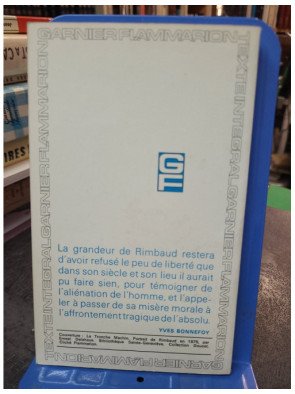 GARNIER FLAMMARION
TEXTE INTEGRAL GARNIER FLAMMARION
TEXTE INTEGRAL GARNIER FLAMMARION
GF
La grandeur de Rimbaud restera
d'avoir refusé le peu de liberté que
dans son siècle et son lieu il aurait
pu faire sien, pour témoigner de
l'aliénation de l'homme, et l'appe-
ler à passer de sa misère morale à
l'affrontement tragique de l'absolu.
YVES BONNEFOY
Couverture : La Tronche Machin, Portrait de Rimbaud en 1875, par
Ernest Delahaye. Bibliothèque Sainte-Geneviève, Collection Doucet.
Cliché Flammarion.
GARNIER FLAMMARION